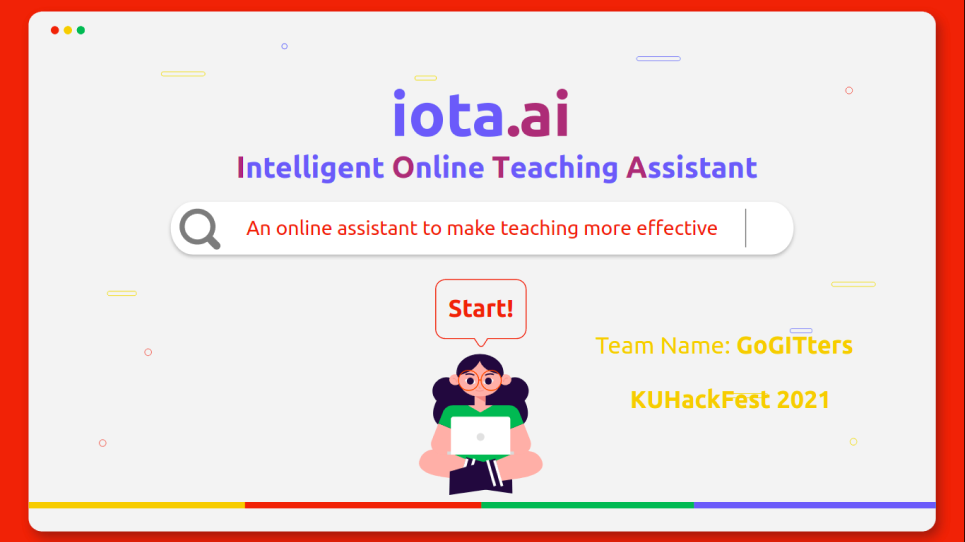 iota.ai
Intelligent Online Teaching Assistant
An online assistant to make teaching more effective
Start!
Team Name: GoGITters
KUHackFest 2021